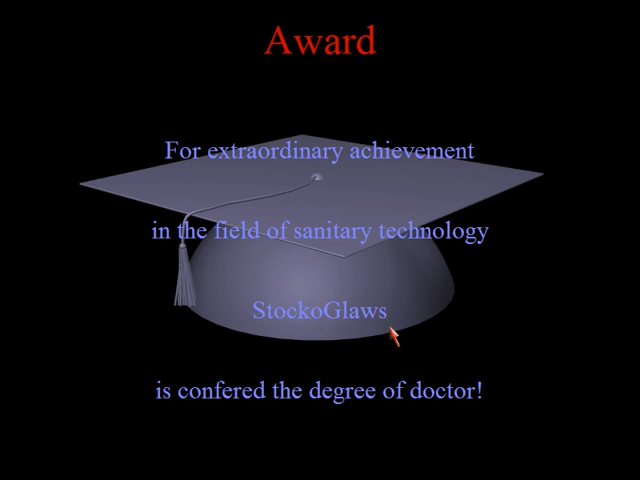 Award
For extraordinary achievement
in the field of sanitary technology
StockoGlaws
is confered the degree of doctor!